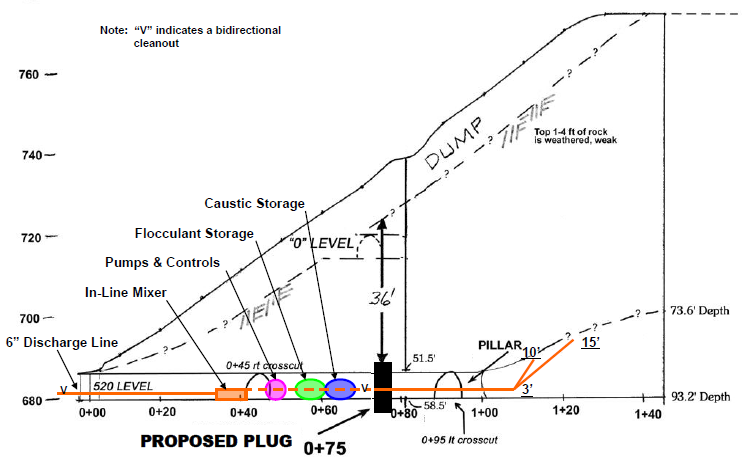 Note: "V" indicates a bidirectional
cleanout
760
DUMP
Top 1-4 ft of rock
is weathered, weak
740
Caustic Storage
Flocculant Storage
720
"0" LEVEL
Pumps & Controls
In-Line Mixer
36'
700
73.6' Depth
6" Discharge Line
PILLAR
10'
15'
51.5'
0+45 rt crosscut
520 LEVEL
V
V
3'
680
93.2' Depth
0+00
0+20
0+40
0+60
0+80
1+00
1+20
1+40
58.5'
PROPOSED PLUG
0+75
0+95 lt crosscut
? ? ? ? ? ? ? ? ? ?